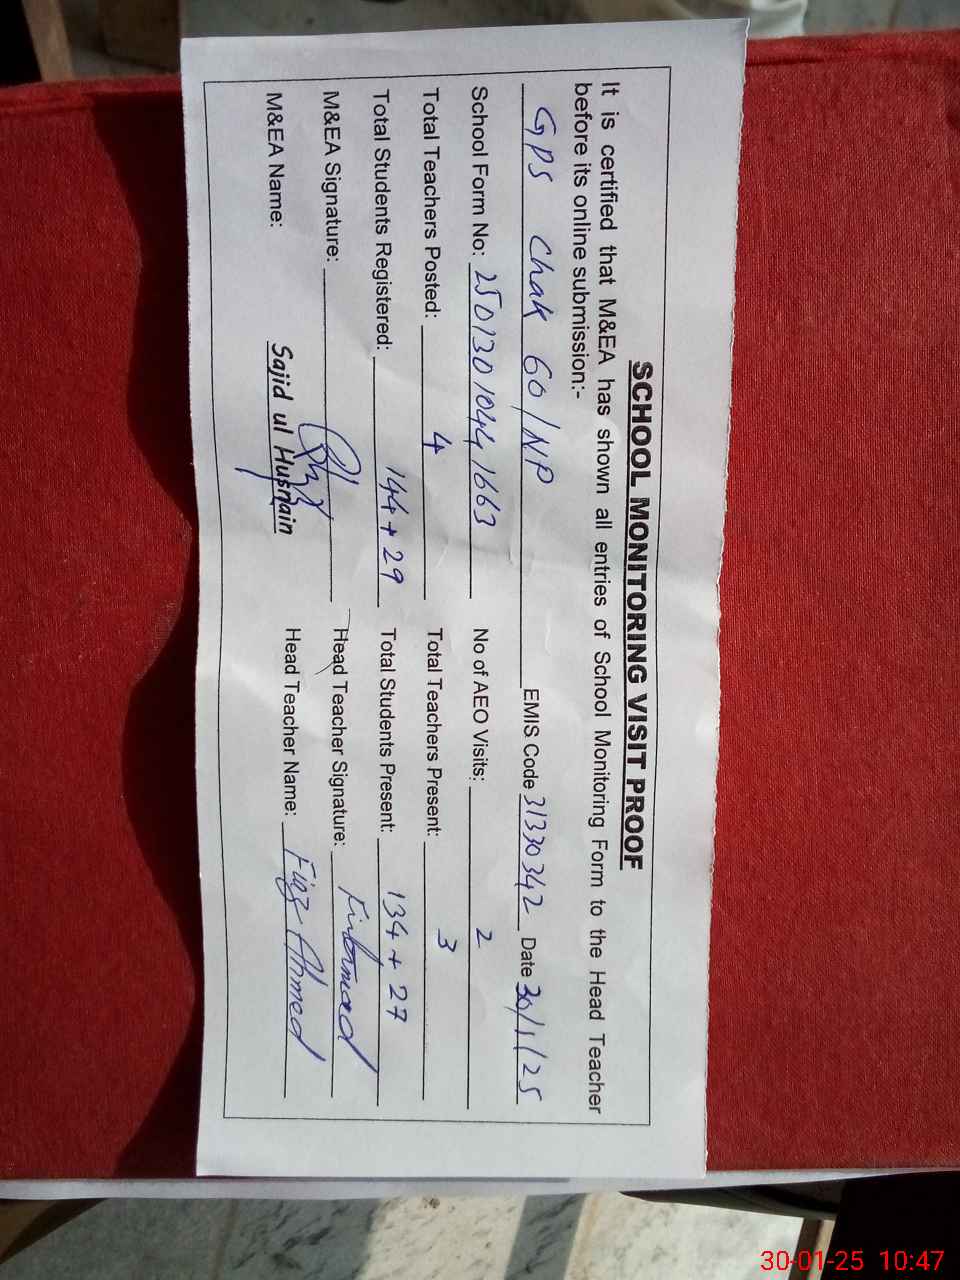 SCHOOL MONITORING VISIT PROOF
It is certified that M&EA has shown all entries of School Monitoring Form to the Head Teacher
before its online submission:-
GPS Chak 60/NP EMIS Code 31330342 Date 30/1/25
School Form No: 2501301044 1663 No of AEO Visits: 2
Total Teachers Posted: 4 Total Teachers Present: 3
Total Students Registered: 144 + 29 Total Students Present: 134 + 27
M&EA Signature: Head Teacher Signature:
M&EA Name: Sajid ul Husnain Head Teacher Name: Fiaz Ahmed
30-01-25 10:47